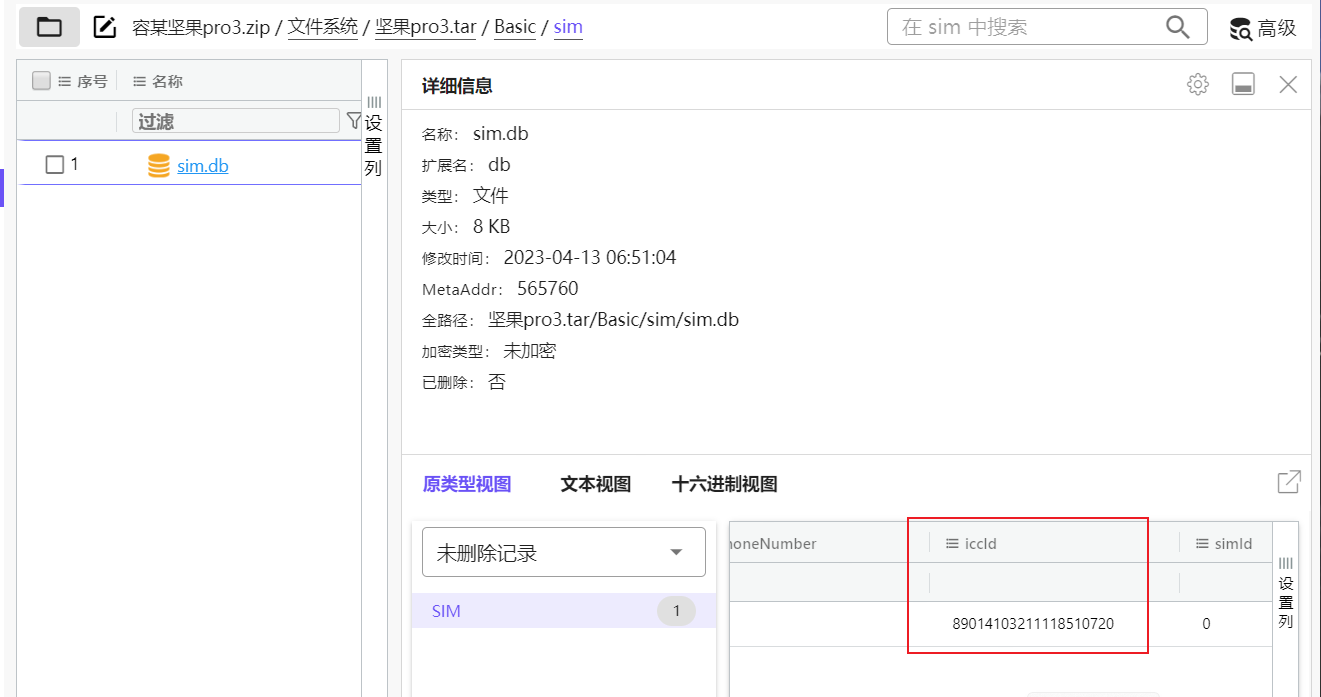 容某坚果pro3.zip / 文件系统 / 坚果pro3.tar / Basic / sim
在 sim 中搜索
高级
序号 名称
过滤
设置列
1 sim.db
详细信息
名称： sim.db
扩展名： db
类型： 文件
大小： 8 KB
修改时间： 2023-04-13 06:51:04
MetaAddr： 565760
全路径： 坚果pro3.tar/Basic/sim/sim.db
加密类型： 未加密
已删除： 否
原类型视图 文本视图 十六进制视图
未删除记录
SIM 1
honeNumber iccId simId
89014103211118510720 0
设置列